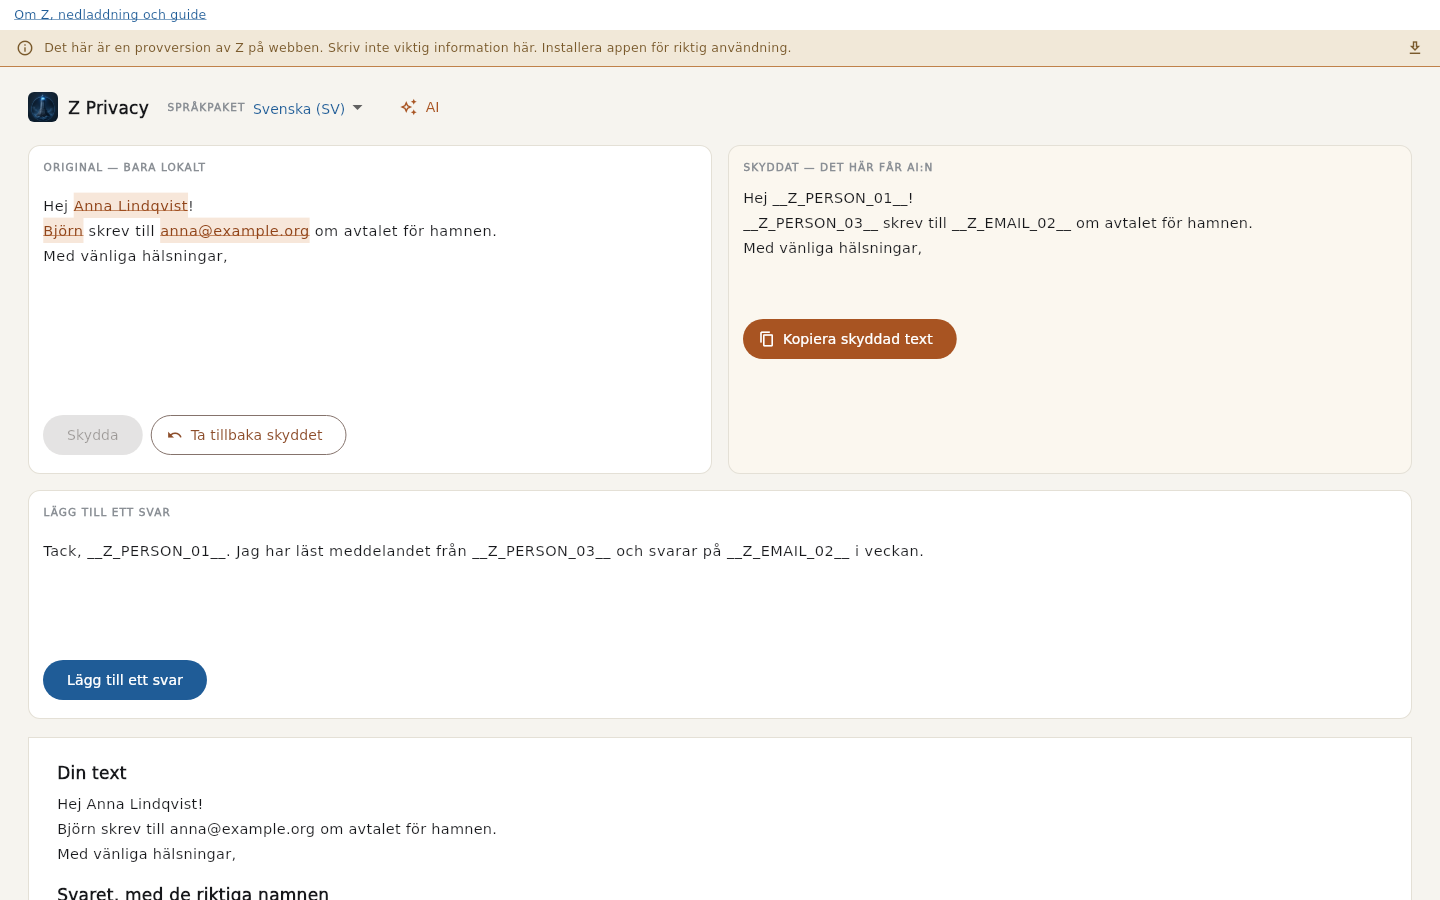 Om Z, nedladdning och guide
Det här är en provversion av Z på webben. Skriv inte viktig information här. Installera appen för riktig användning.
Z Privacy
SPRÅKPAKET
Svenska (SV)
AI
ORIGINAL — BARA LOKALT
Hej Anna Lindqvist!
Björn skrev till anna@example.org om avtalet för hamnen.
Med vänliga hälsningar,
Skydda
Ta tillbaka skyddet
SKYDDAT — DET HÄR FÅR AI:N
Hej __Z_PERSON_01__!
__Z_PERSON_03__ skrev till __Z_EMAIL_02__ om avtalet för hamnen.
Med vänliga hälsningar,
Kopiera skyddad text
LÄGG TILL ETT SVAR
Tack, __Z_PERSON_01__. Jag har läst meddelandet från __Z_PERSON_03__ och svarar på __Z_EMAIL_02__ i veckan.
Lägg till ett svar
Din text
Hej Anna Lindqvist!
Björn skrev till anna@example.org om avtalet för hamnen.
Med vänliga hälsningar,
Svaret, med de riktiga namnen